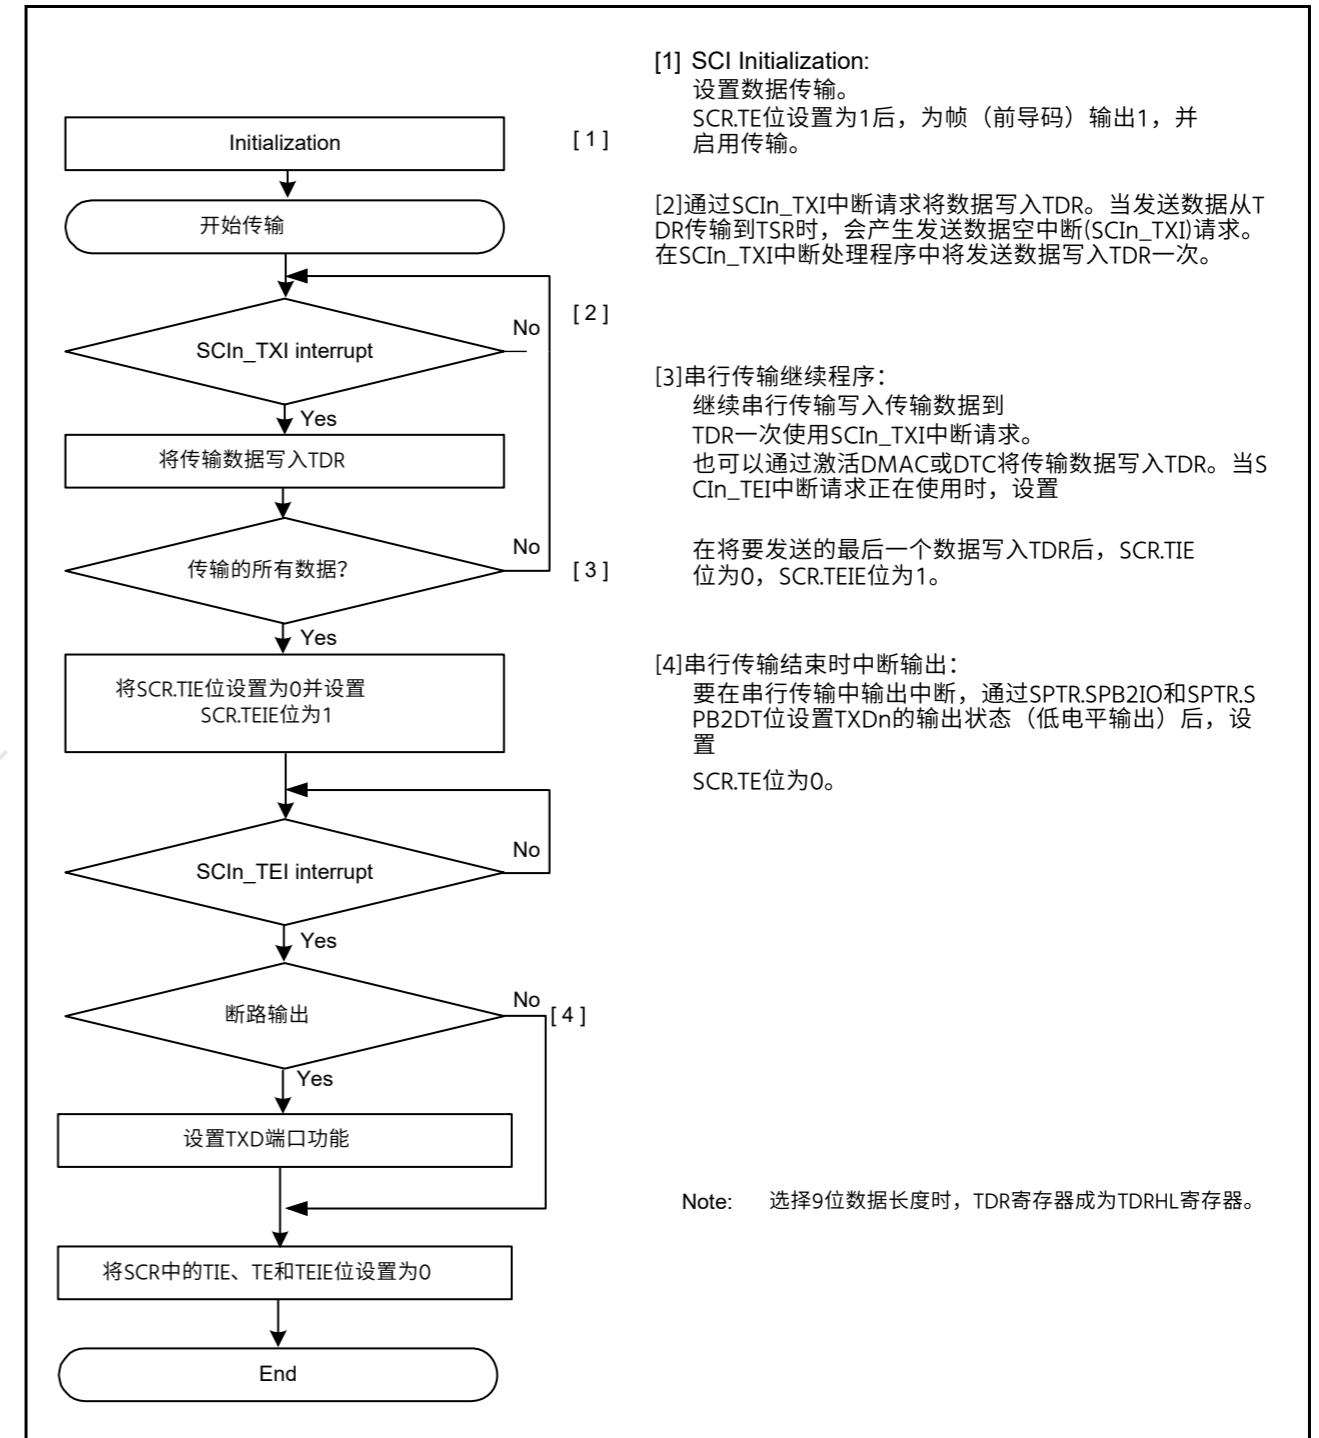 Initialization
[ 1 ]
开始传输
SCIn_TXI interrupt
No
[ 2 ]
Yes
将传输数据写入TDR
传输的所有数据?
No
[ 3 ]
Yes
将SCR.TIE位设置为0并设置
SCR.TEIE位为1
SCIn_TEI interrupt
No
Yes
断路输出
No
[ 4 ]
Yes
设置TXD端口功能
将SCR中的TIE、TE和TEIE位设置为0
End
[1] SCI Initialization:
设置数据传输。
SCR.TE位设置为1后，为帧（前导码）输出1，并
启用传输。
[2]通过SCIn_TXI中断请求将数据写入TDR。当发送数据从T
DR传输到TSR时，会产生发送数据空中断(SCIn_TXI)请求。
在SCIn_TXI中断处理程序中将发送数据写入TDR一次。
[3]串行传输继续程序：
继续串行传输写入传输数据到
TDR一次使用SCIn_TXI中断请求。
也可以通过激活DMAC或DTC将传输数据写入TDR。当S
CIn_TEI中断请求正在使用时，设置
在将要发送的最后一个数据写入TDR后，SCR.TIE
位为0，SCR.TEIE位为1。
[4]串行传输结束时中断输出：
要在串行传输中输出中断，通过SPTR.SPB2IO和SPTR.S
PB2DT位设置TXDn的输出状态（低电平输出）后，设
置
SCR.TE位为0。
Note: 选择9位数据长度时，TDR寄存器成为TDRHL寄存器。